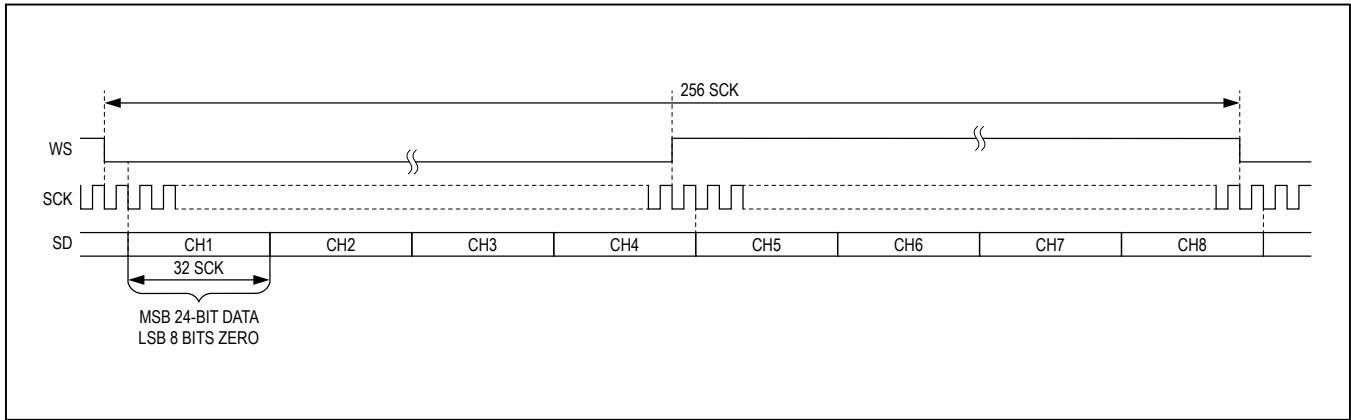 256 SCK
WS
SCK
SD
CH1
CH2
CH3
CH4
CH5
CH6
CH7
CH8
32 SCK
MSB 24-BIT DATA
LSB 8 BITS ZERO